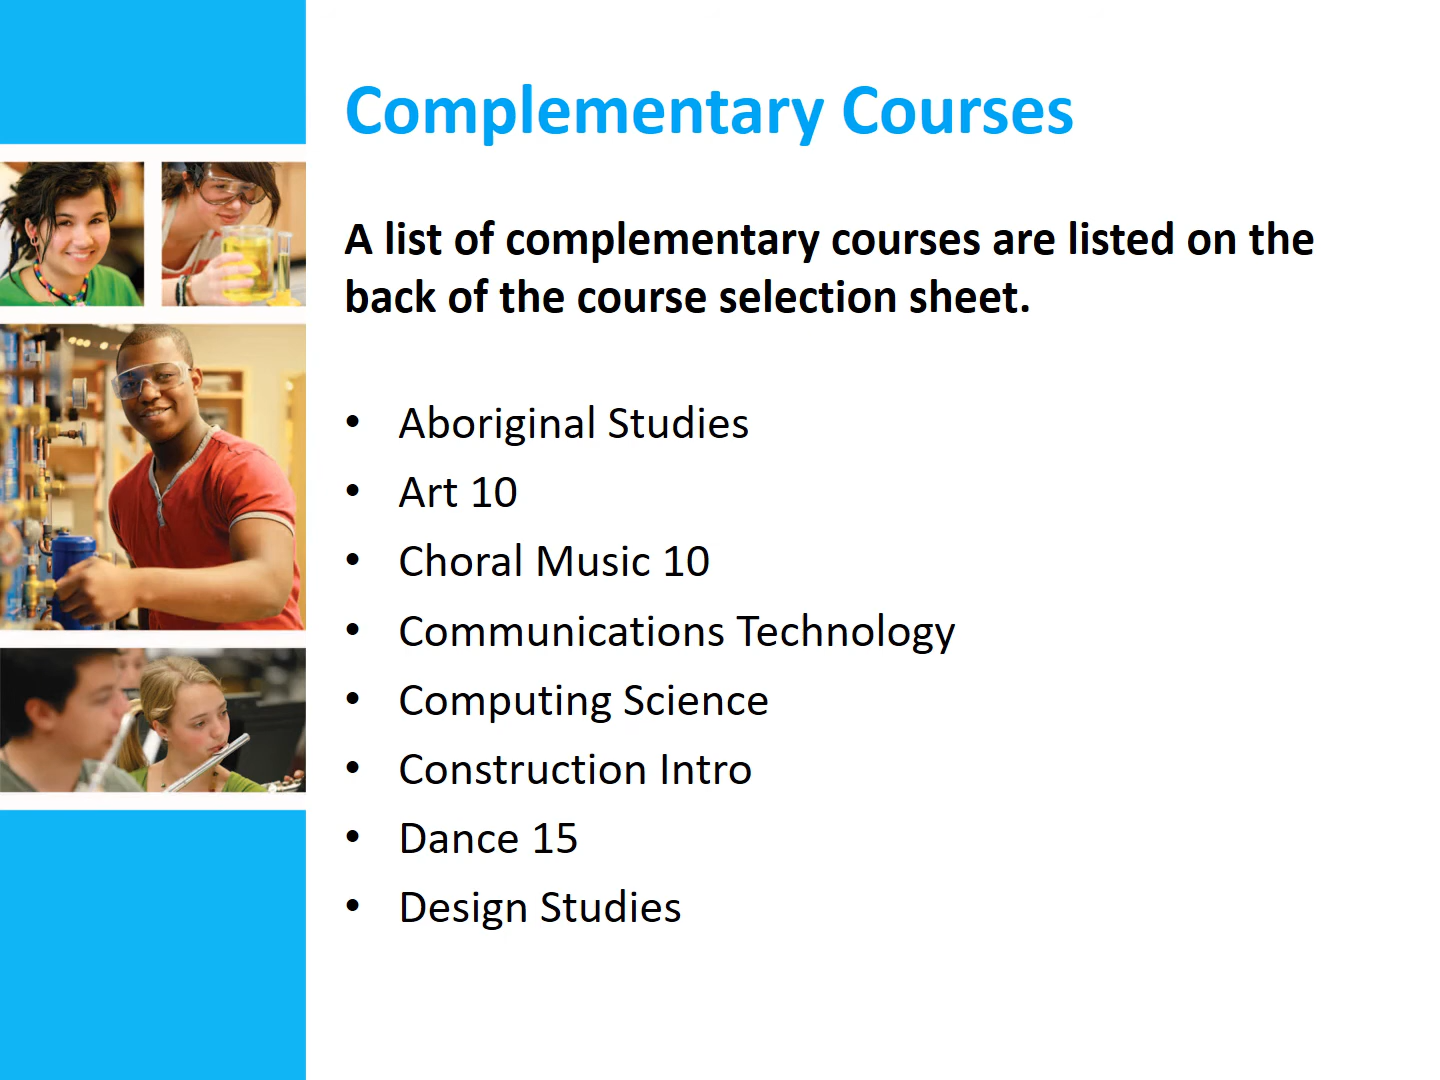 Complementary Courses
A list of complementary courses are listed on the
back of the course selection sheet.
• Aboriginal Studies
• Art 10
• Choral Music 10
• Communications Technology
• Computing Science
• Construction Intro
• Dance 15
• Design Studies